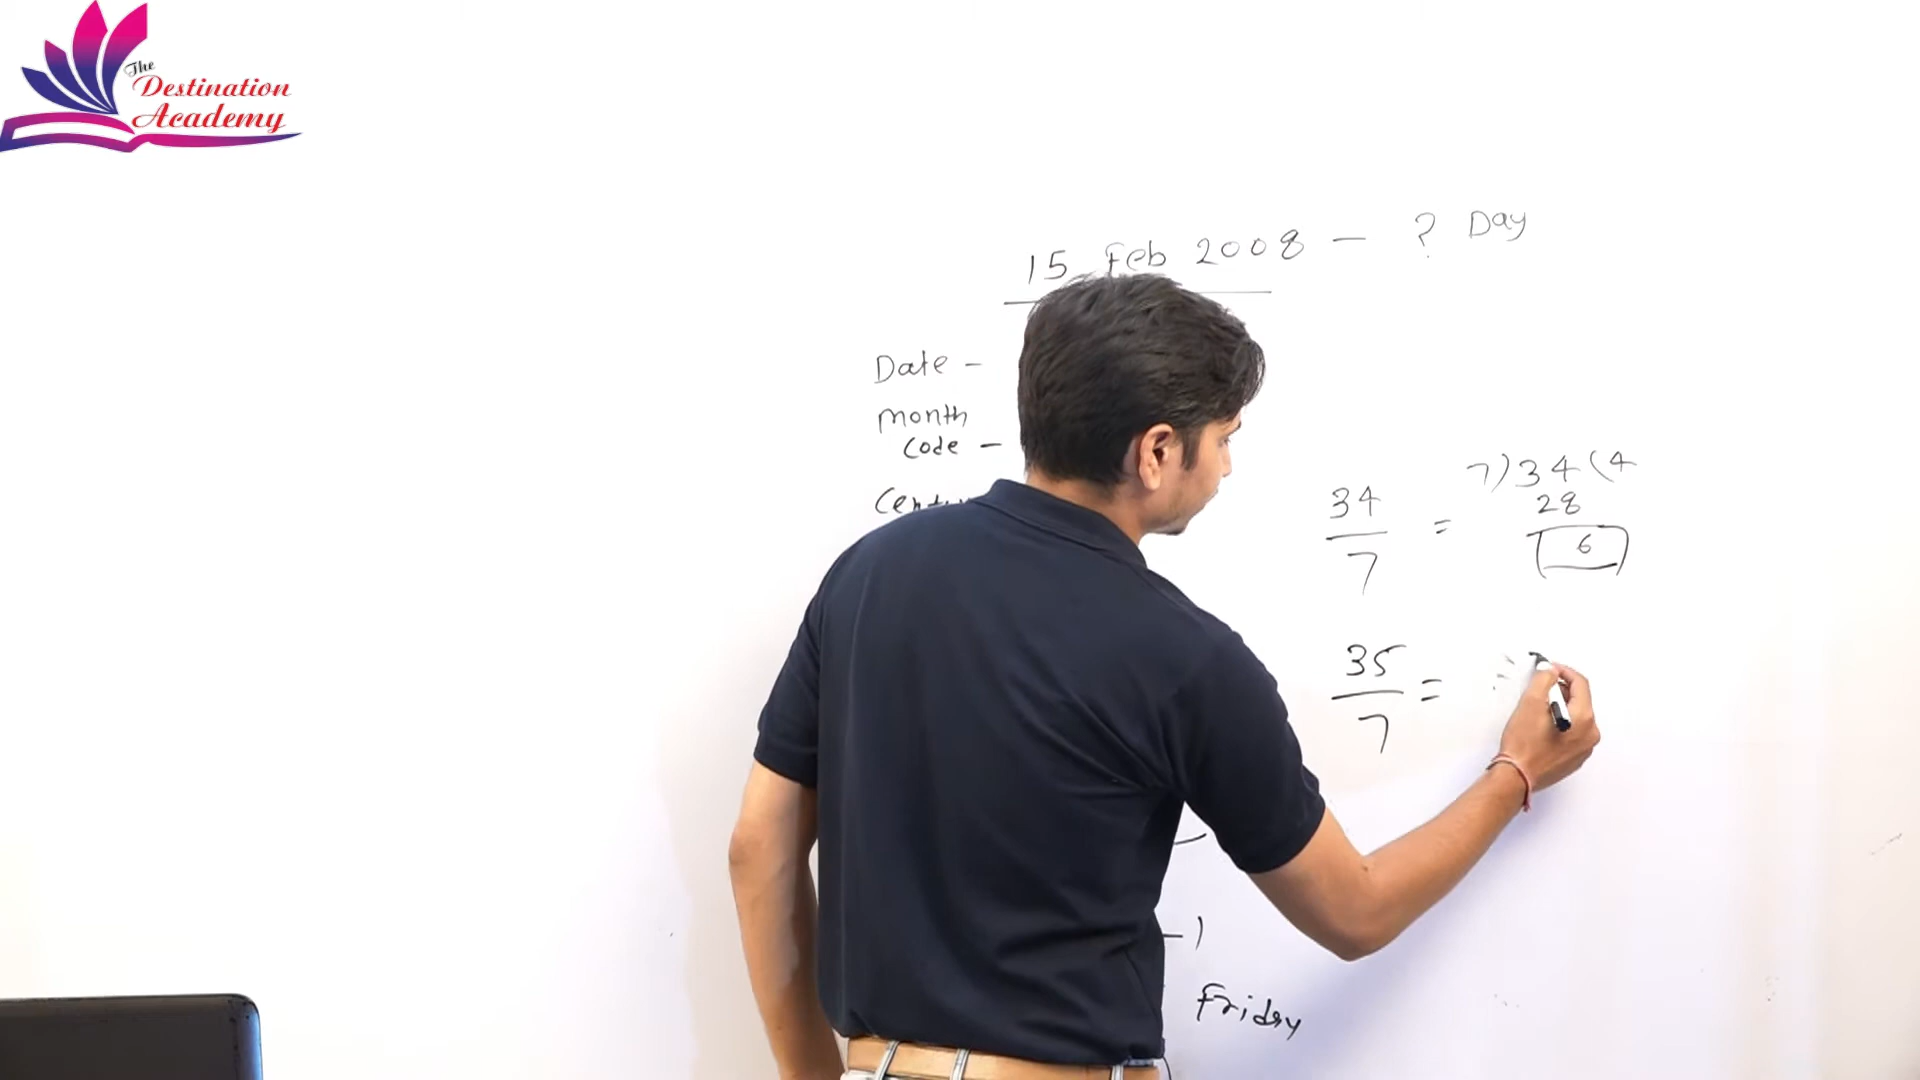 The
Destination
Academy
15 Feb 2008 - ? Day
Date -
month
Code -
7)34(4
28
6
34
7
=
35
7
=
-1
Friday